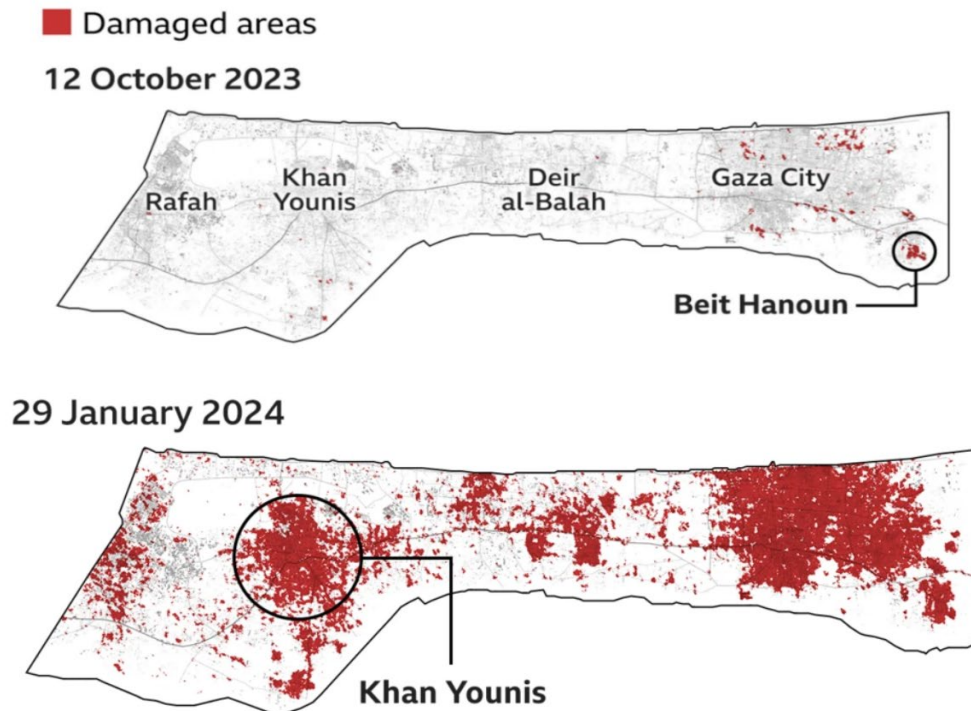 Damaged areas
12 October 2023
Rafah
Khan
Younis
Deir
al-Balah
Gaza City
Beit Hanoun
29 January 2024
Khan Younis